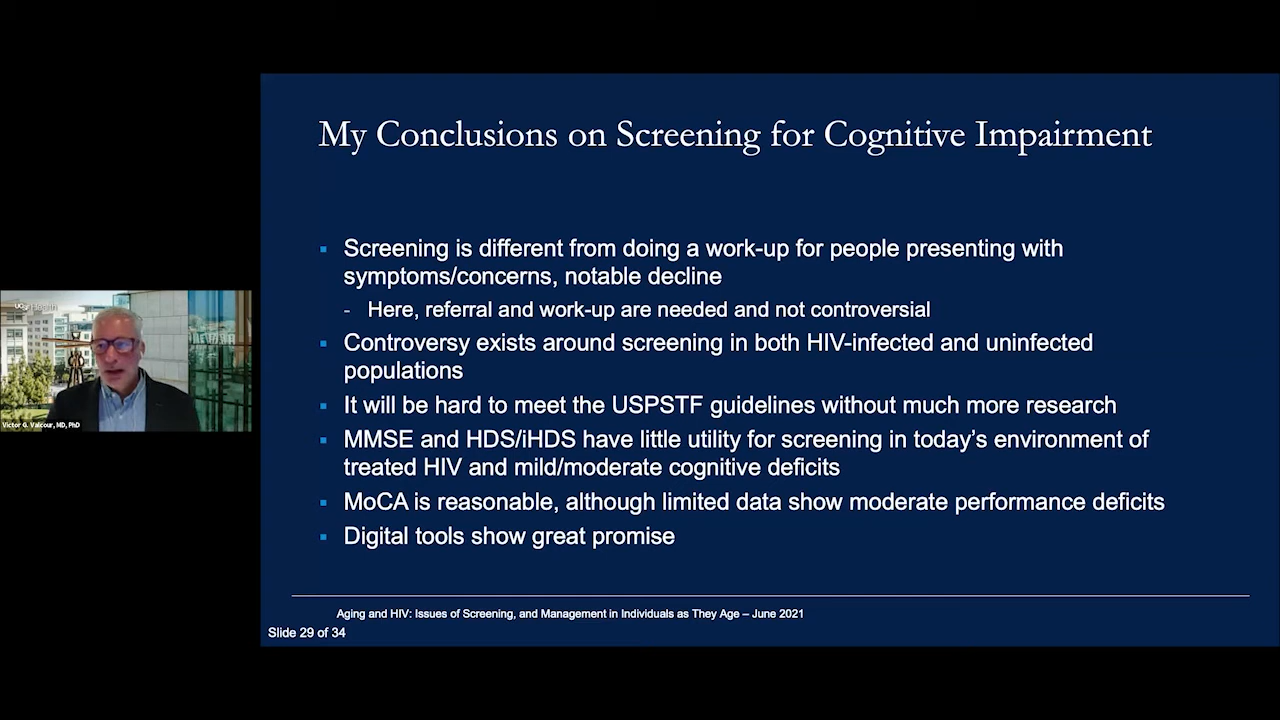 My Conclusions on Screening for Cognitive Impairment
▪ Screening is different from doing a work-up for people presenting with
symptoms/concerns, notable decline
- Here, referral and work-up are needed and not controversial
▪ Controversy exists around screening in both HIV-infected and uninfected
populations
▪ It will be hard to meet the USPSTF guidelines without much more research
▪ MMSE and HDS/iHDS have little utility for screening in today’s environment of
treated HIV and mild/moderate cognitive deficits
▪ MoCA is reasonable, although limited data show moderate performance deficits
▪ Digital tools show great promise
Aging and HIV: Issues of Screening, and Management in Individuals as They Age – June 2021
Slide 29 of 34
Health
Victor G. Valcour, MD, PhD